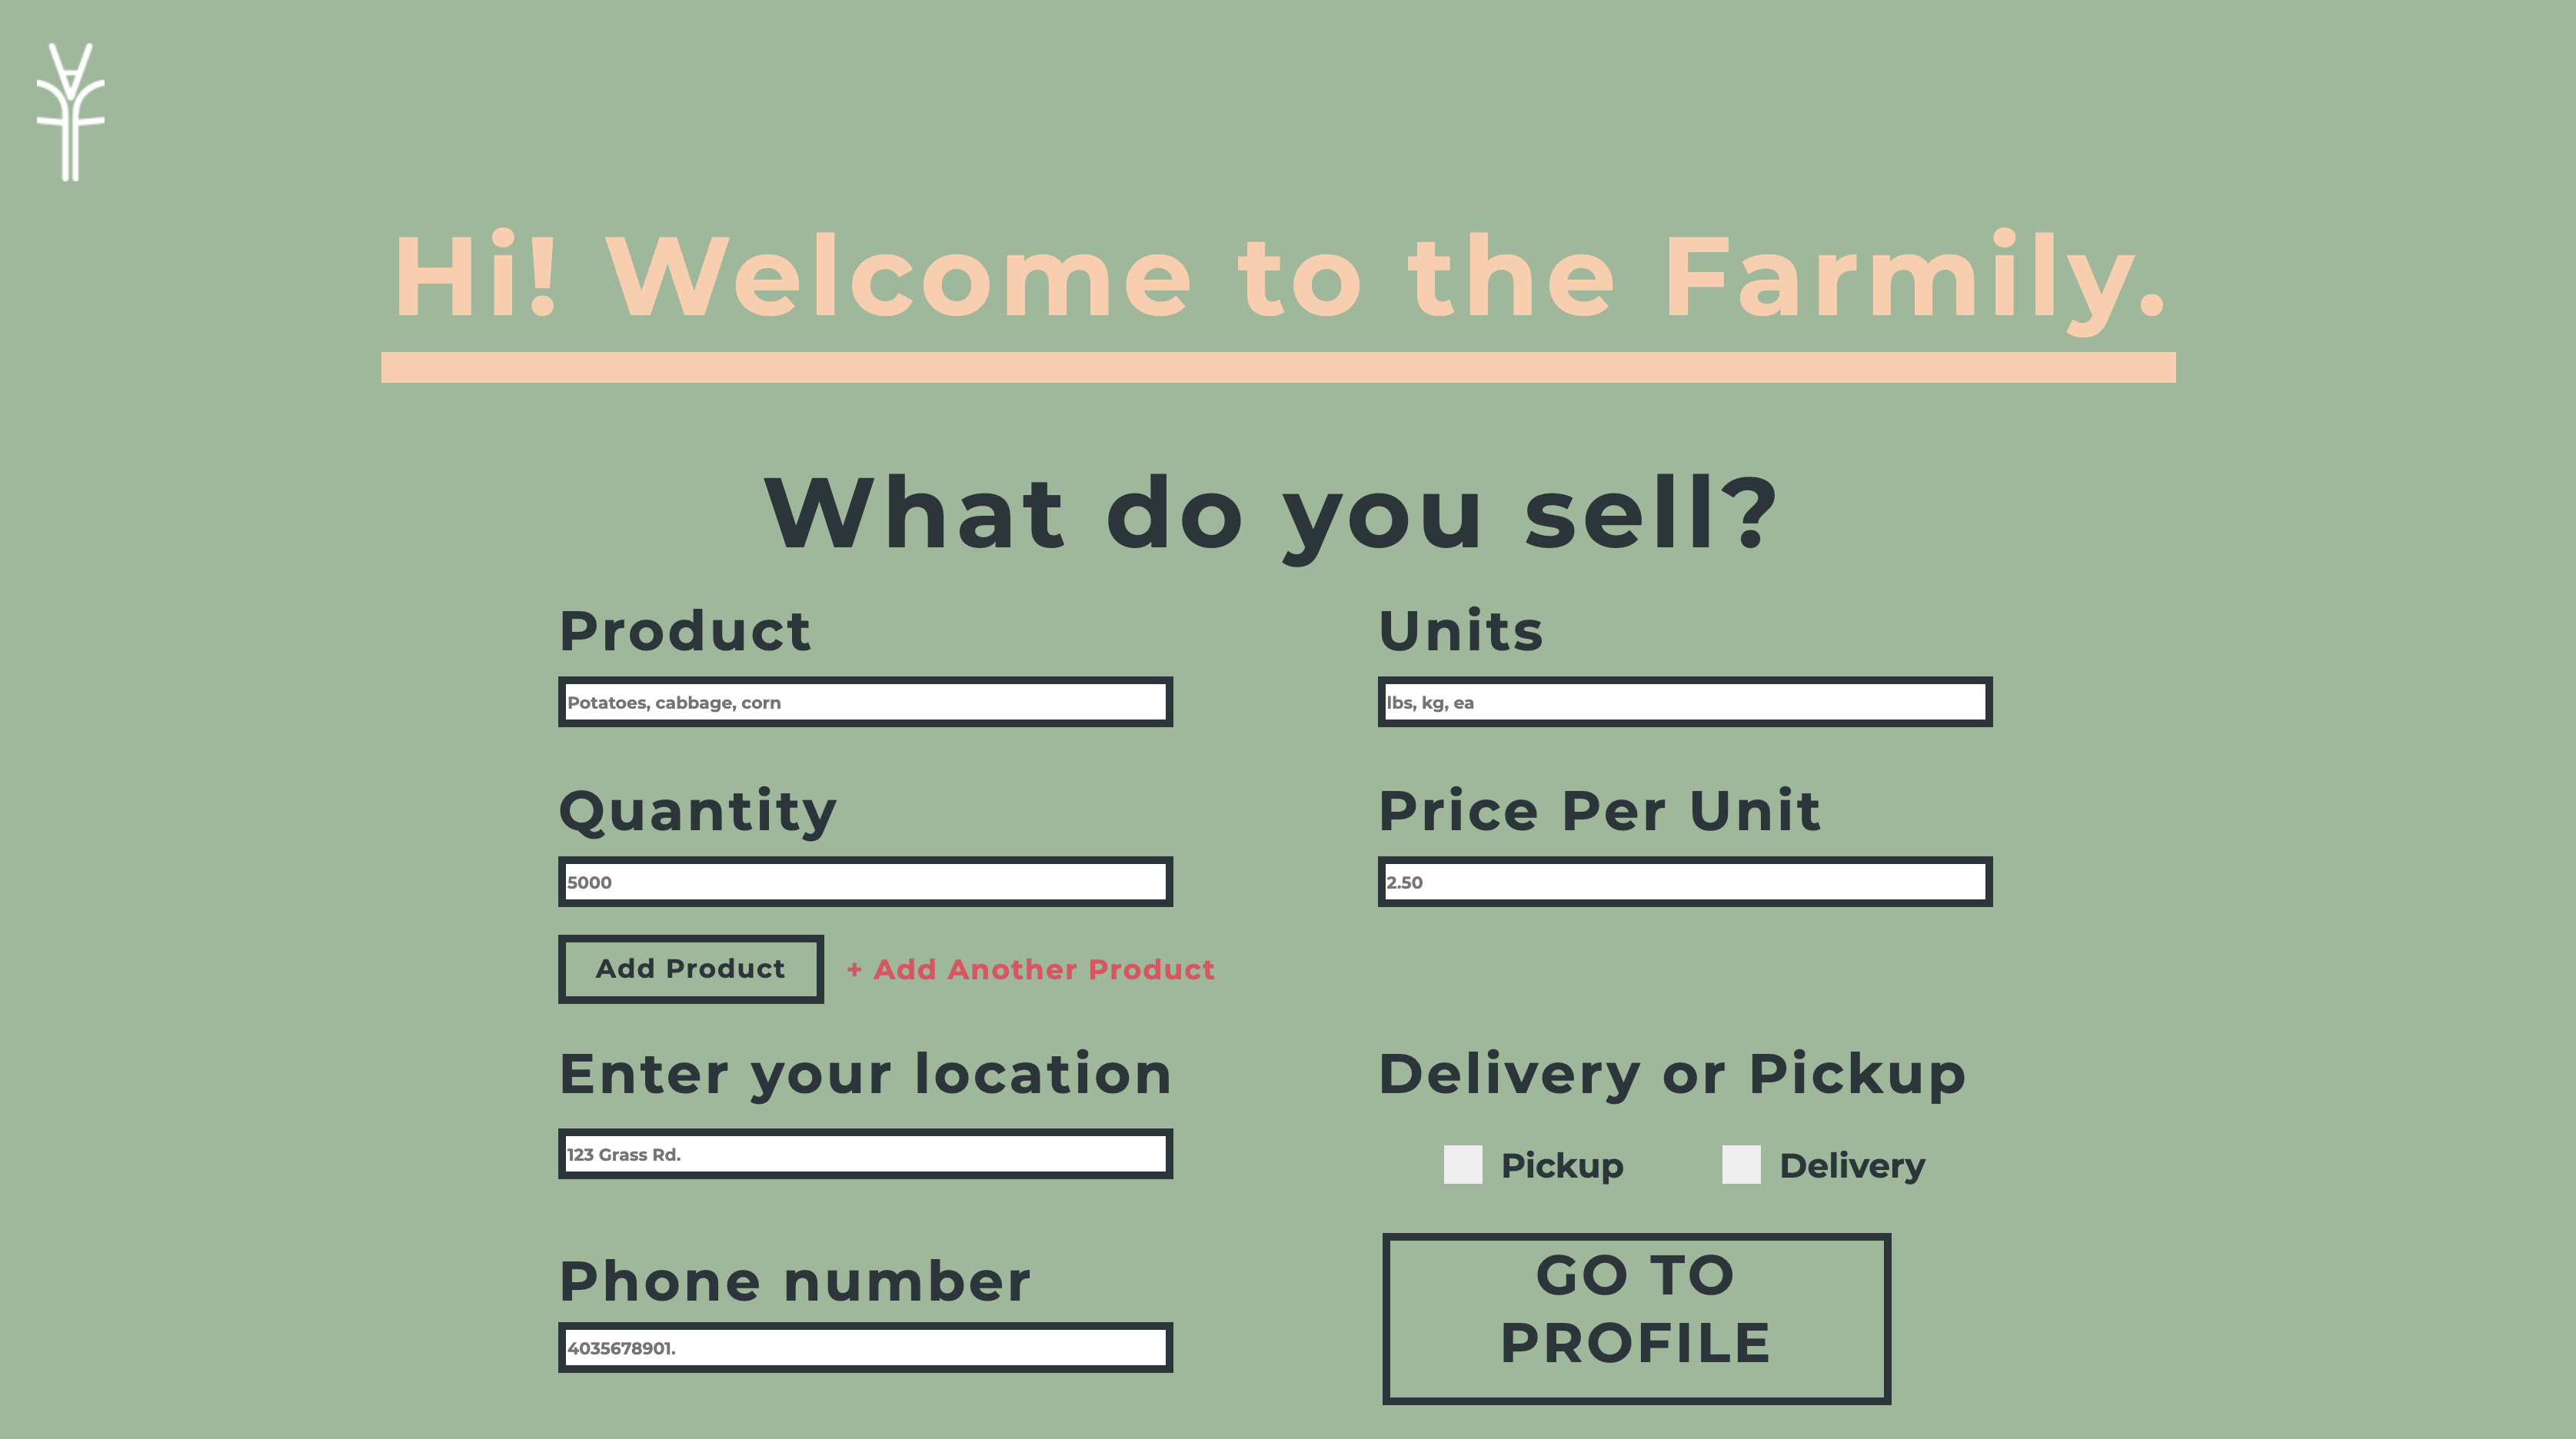 Hi! Welcome to the Farmily.
What do you sell?
Product
Units
Potatoes, cabbage, corn
lbs, kg, ea
Quantity
Price Per Unit
5000
2.50
Add Product
+ Add Another Product
Enter your location
Delivery or Pickup
123 Grass Rd.
Pickup
Delivery
Phone number
4035678901.
GO TO
PROFILE